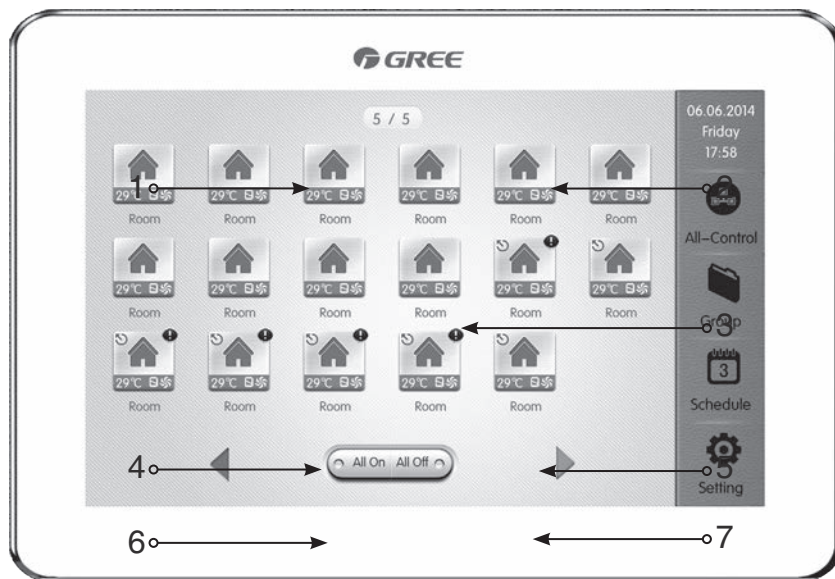 GREE
5 / 5
06.06.2014
Friday
17:58
1
29°C 29°C 29°C 29°C 29°C 29°C
Room Room Room Room Room Room
All-Control
29°C 29°C 29°C 29°C 29°C 29°C
Room Room Room Room Room Room
Group
3
29°C 29°C 29°C 29°C 29°C
Room Room Room Room Room
3
Schedule
4
All On All Off
5
Setting
6
7